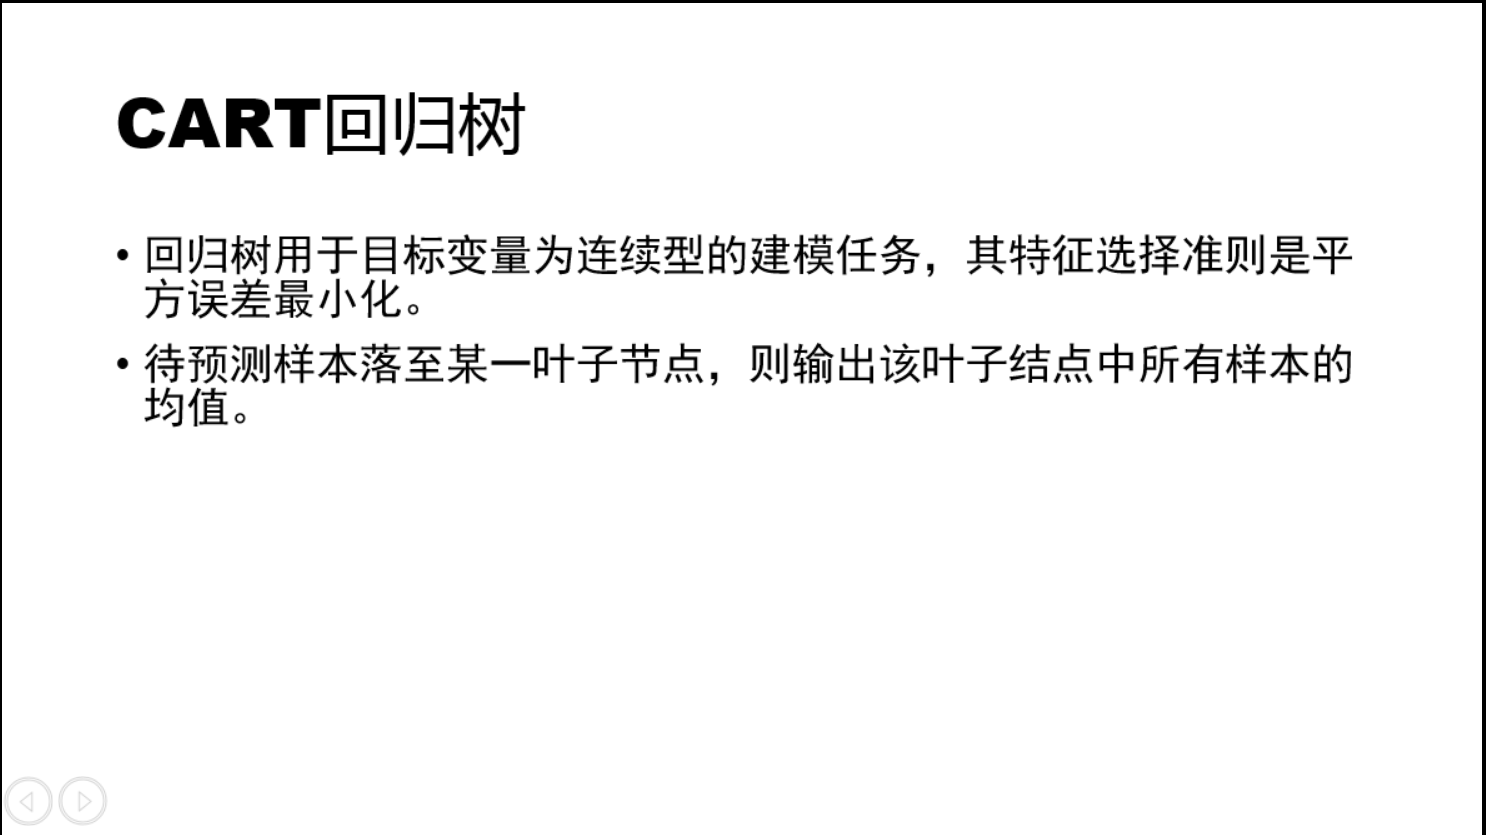 CART回归树
• 回归树用于目标变量为连续型的建模任务，其特征选择准则是平
方误差最小化。
• 待预测样本落至某一叶子节点，则输出该叶子结点中所有样本的
均值。